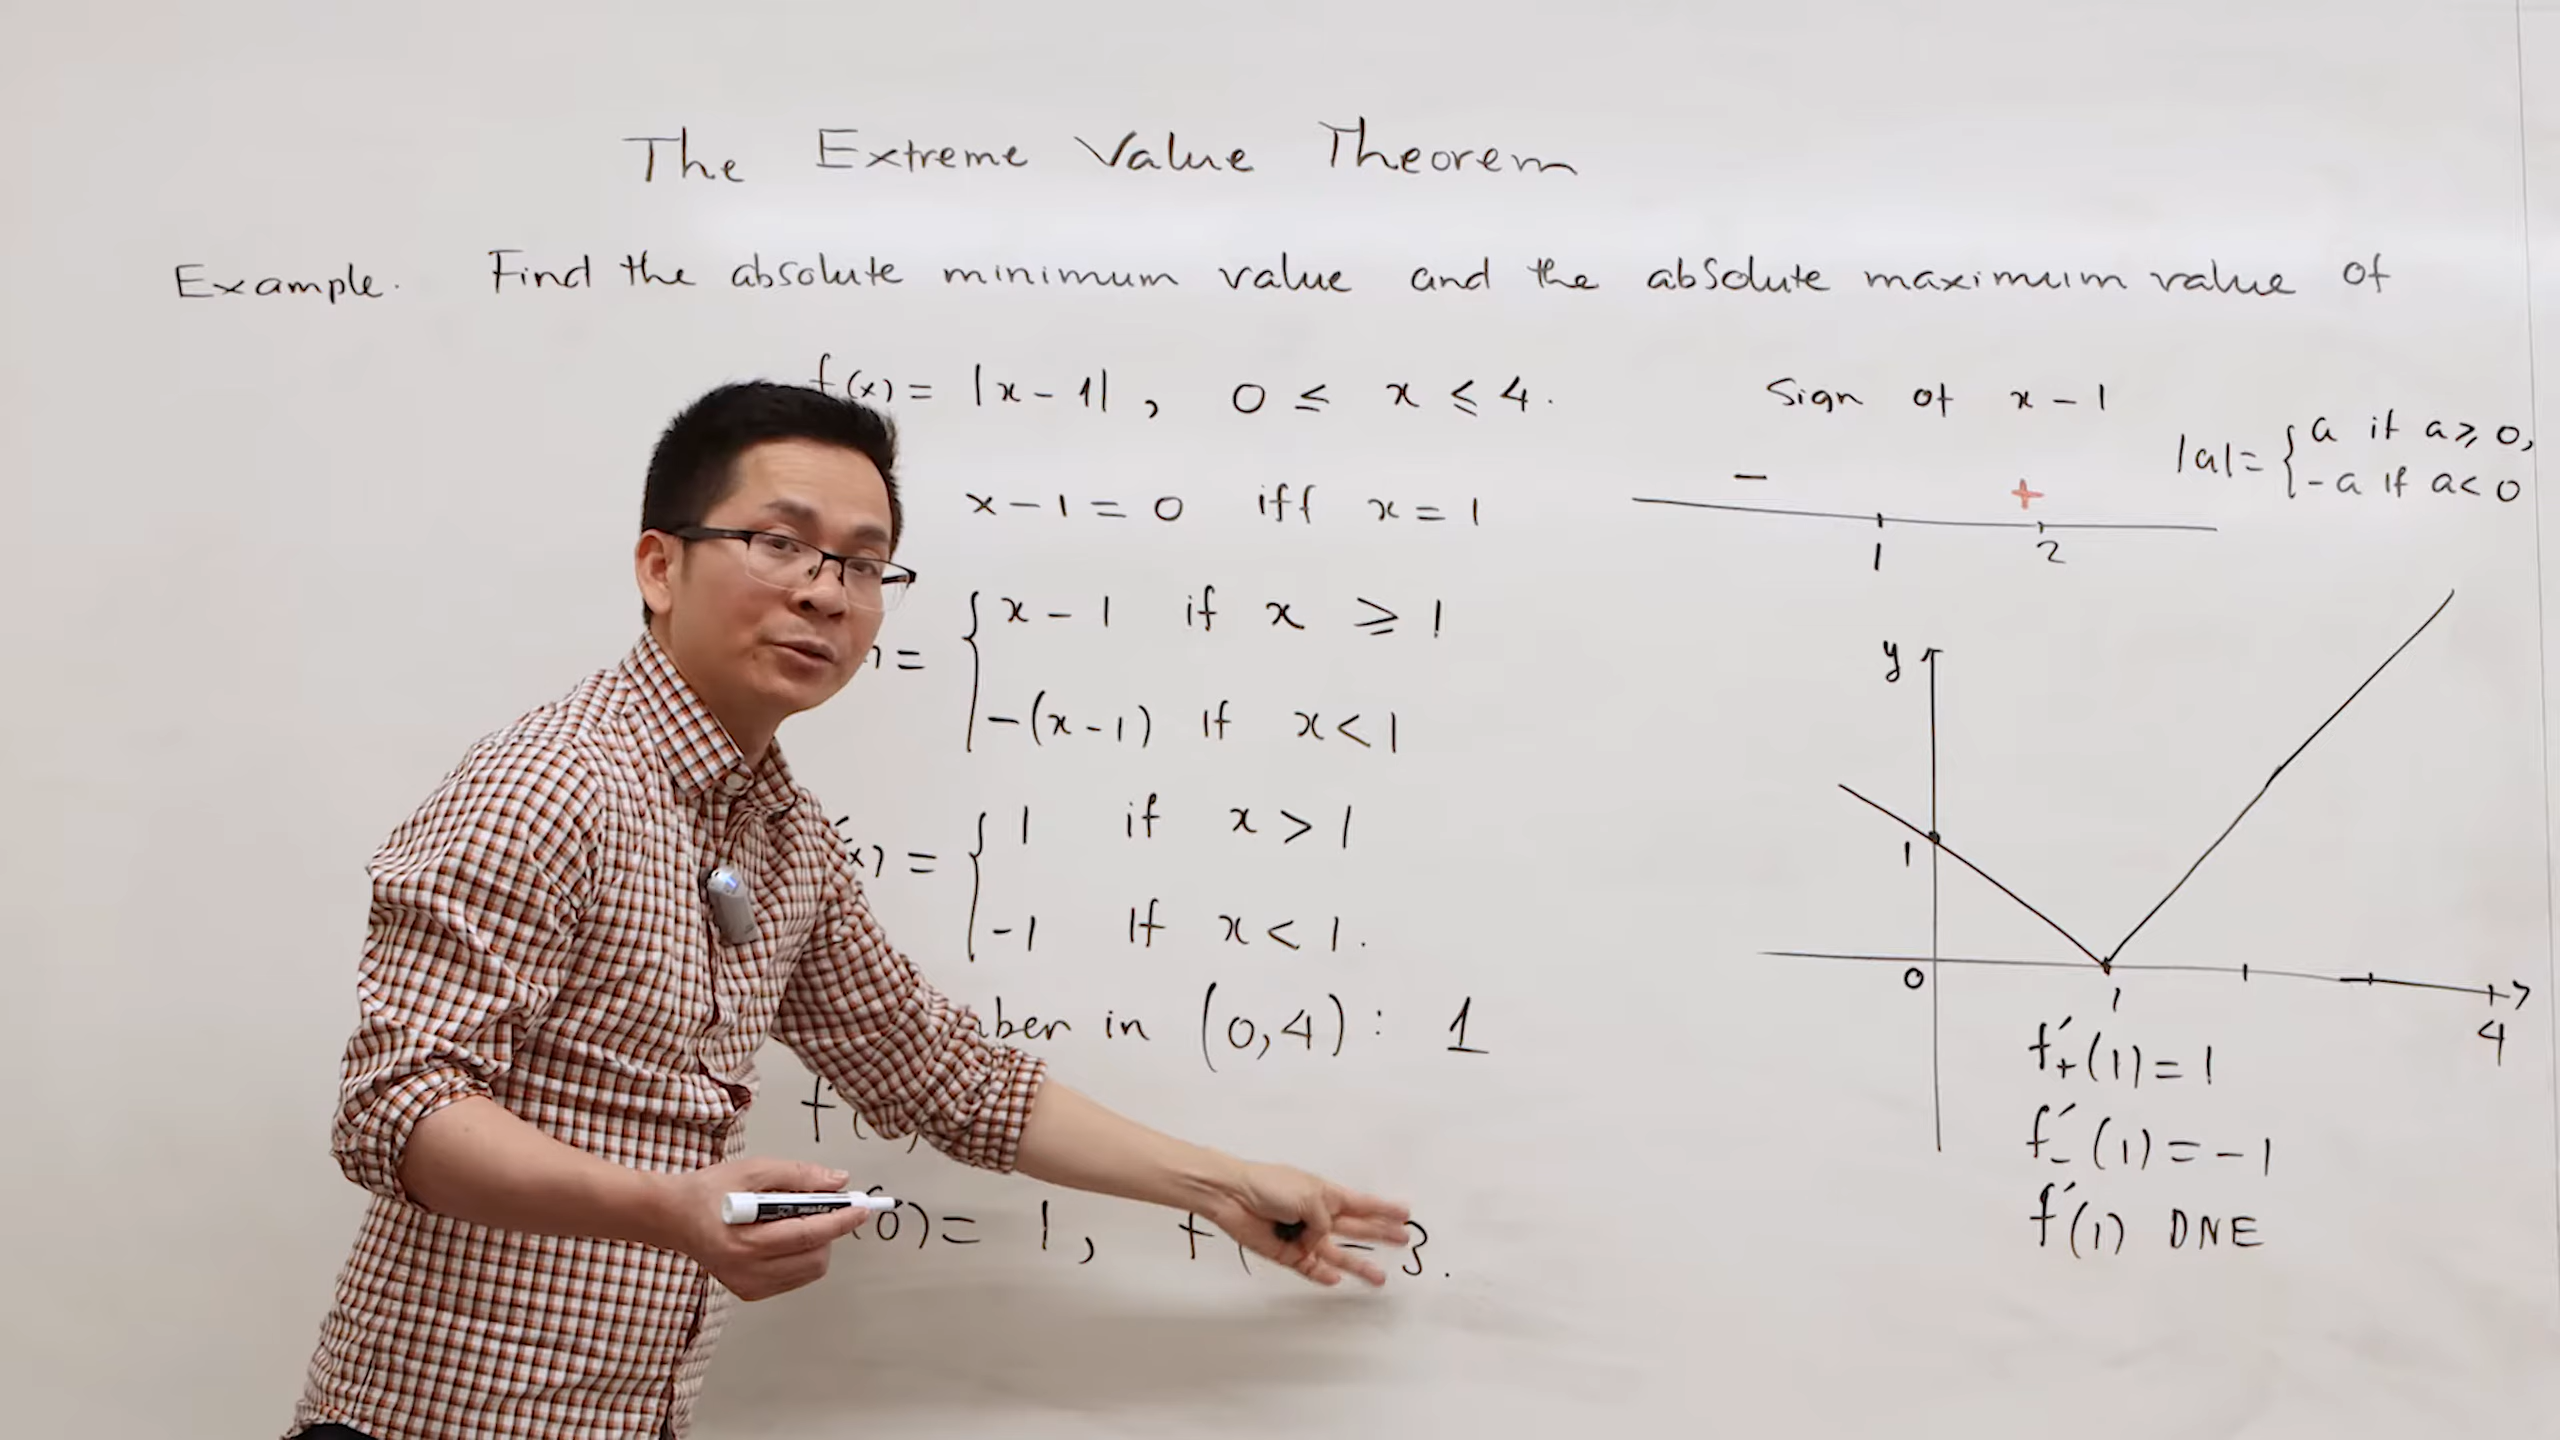 The Extreme Value Theorem
Example. Find the absolute minimum value and the absolute maximum value of
f(x) = |x - 1| , 0 ≤ x ≤ 4.
x - 1 = 0 iff x = 1
= { x - 1 if x ≥ 1
-(x - 1) if x < 1
(x) = { 1 if x > 1
-1 if x < 1.
in (0,4) : 1
f(
(0) = 1, f( 3.
Sign of x - 1
|a| = { a if a ≥ 0,
-a if a < 0
- +
1 2
y
1
0 1 4
f′₊(1) = 1
f′₋(1) = -1
f′(1) DNE